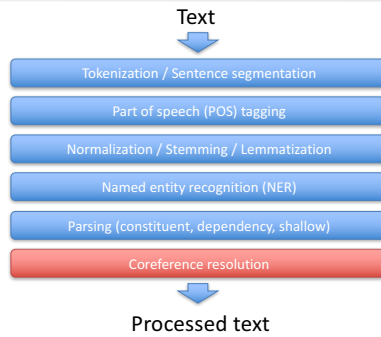 Text
Tokenization / Sentence segmentation
Part of speech (POS) tagging
Normalization / Stemming / Lemmatization
Named entity recognition (NER)
Parsing (constituent, dependency, shallow)
Coreference resolution
Processed text